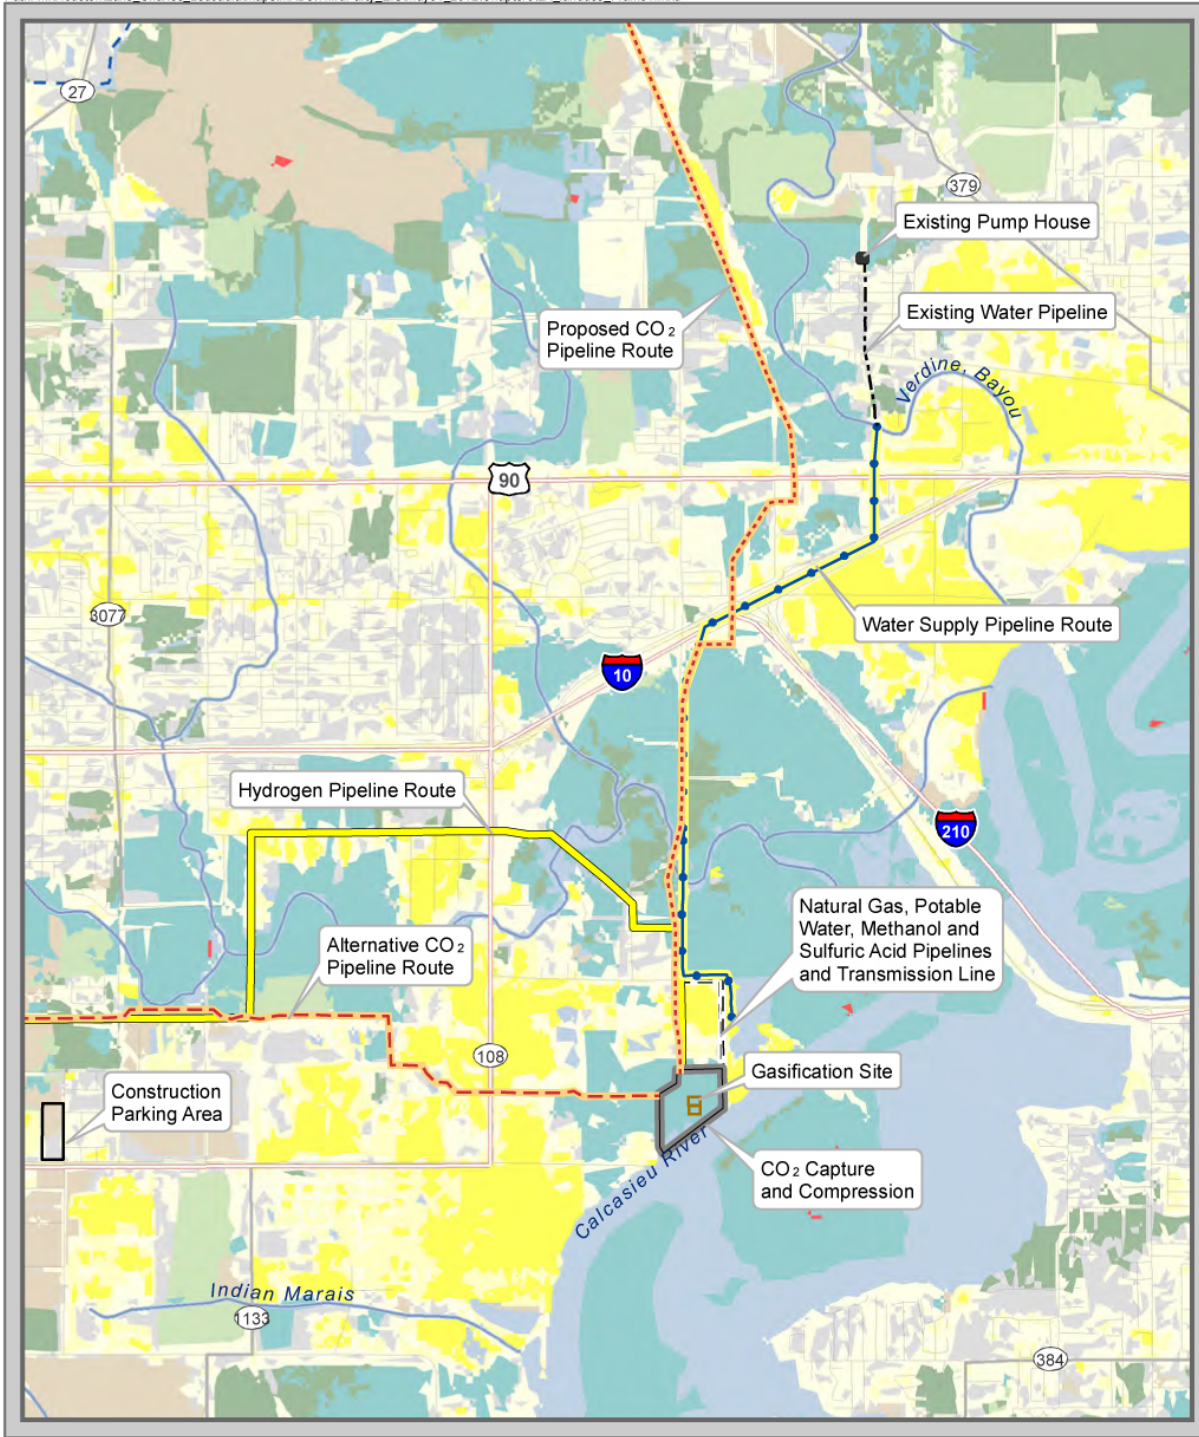 27
379
Existing Pump House
Existing Water Pipeline
Proposed CO₂
Pipeline Route
Verdine, Bayou
90
3077
Water Supply Pipeline Route
10
Hydrogen Pipeline Route
210
Natural Gas, Potable
Water, Methanol and
Sulfuric Acid Pipelines
and Transmission Line
Alternative CO₂
Pipeline Route
108
Gasification Site
Construction
Parking Area
CO₂ Capture
and Compression
Calcasieu River
Indian Marais
1133
384